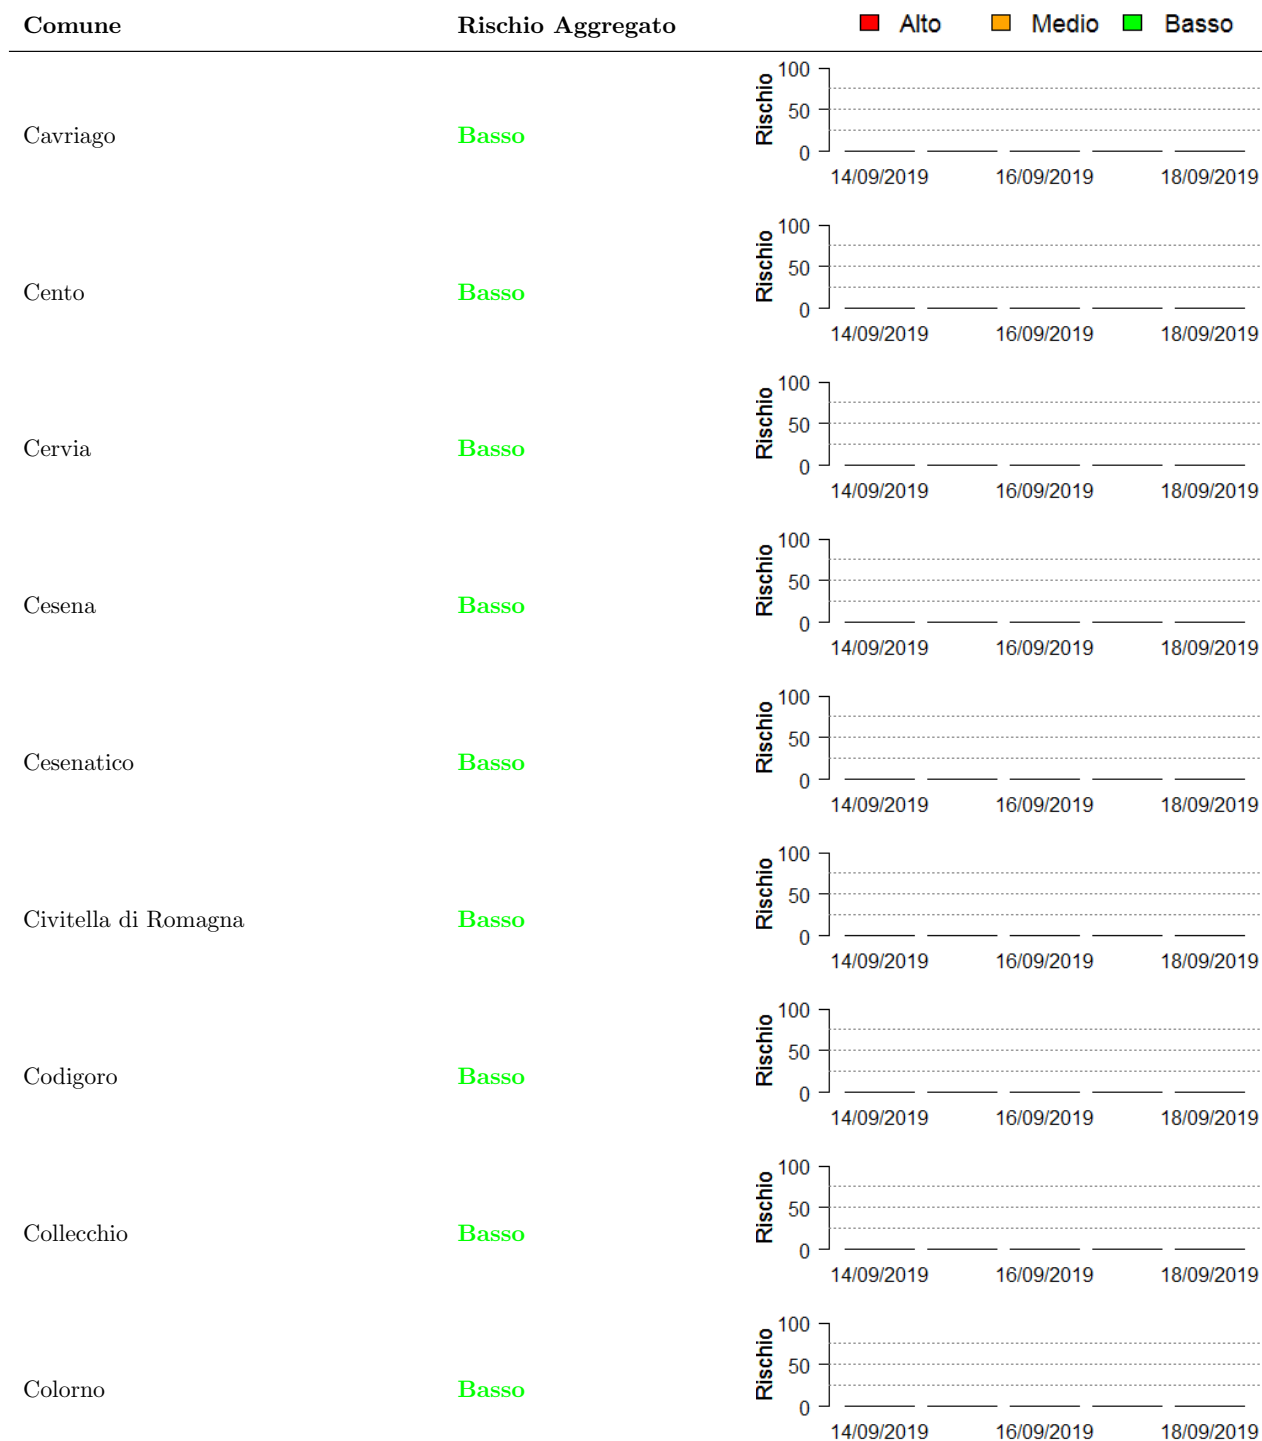 Comune Rischio Aggregato Alto Medio Basso
Cavriago Basso Rischio 100 50 0
14/09/2019 16/09/2019 18/09/2019
Cento Basso Rischio 100 50 0
14/09/2019 16/09/2019 18/09/2019
Cervia Basso Rischio 100 50 0
14/09/2019 16/09/2019 18/09/2019
Cesena Basso Rischio 100 50 0
14/09/2019 16/09/2019 18/09/2019
Cesenatico Basso Rischio 100 50 0
14/09/2019 16/09/2019 18/09/2019
Civitella di Romagna Basso Rischio 100 50 0
14/09/2019 16/09/2019 18/09/2019
Codigoro Basso Rischio 100 50 0
14/09/2019 16/09/2019 18/09/2019
Collecchio Basso Rischio 100 50 0
14/09/2019 16/09/2019 18/09/2019
Colorno Basso Rischio 100 50 0
14/09/2019 16/09/2019 18/09/2019